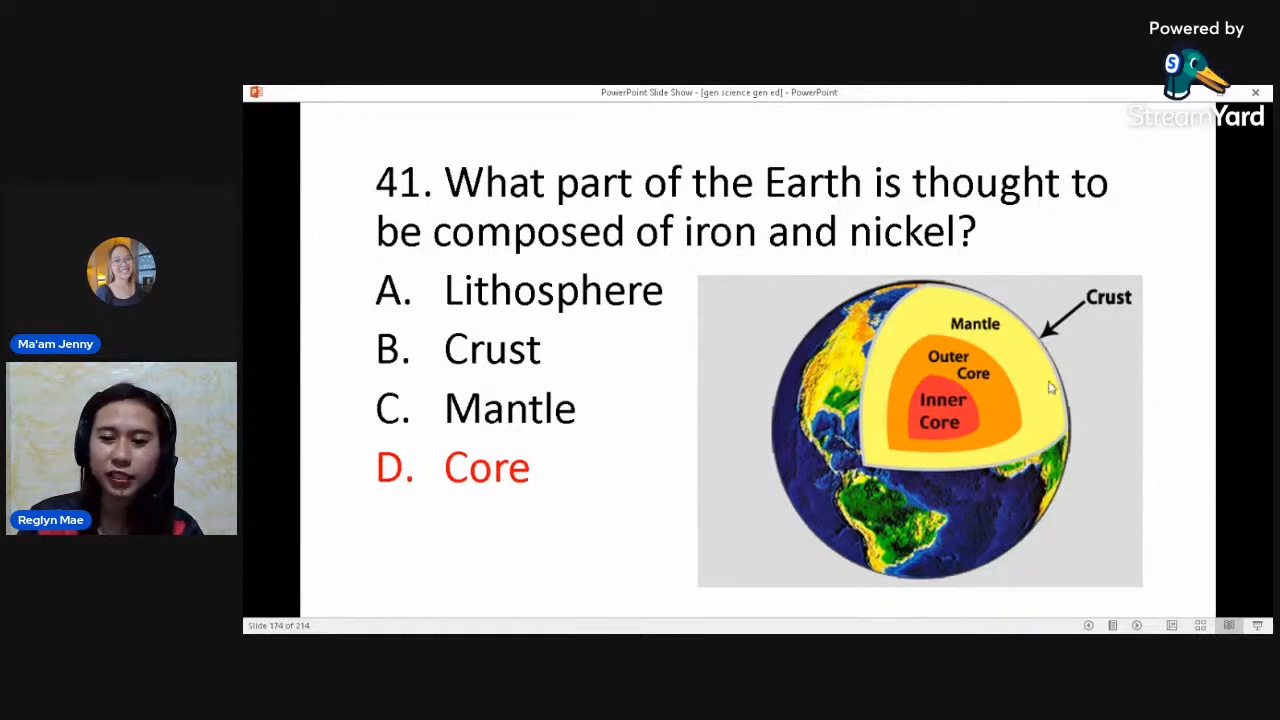 Powered by
StreamYard
PowerPoint Slide Show - [gen science gen ed] - PowerPoint
41. What part of the Earth is thought to
be composed of iron and nickel?
A. Lithosphere
B. Crust
C. Mantle
D. Core
Crust
Mantle
Outer
Core
Inner
Core
Ma'am Jenny
Reglyn Mae
Slide 174 of 214